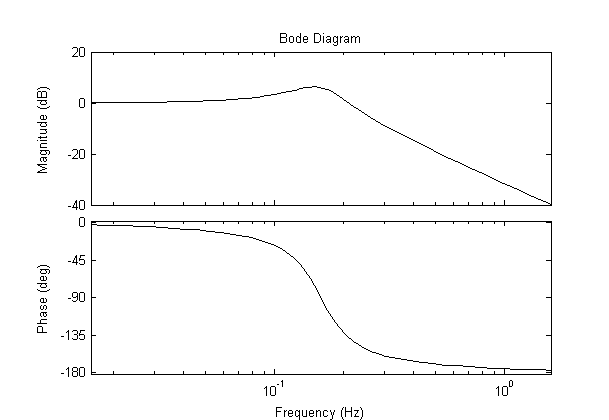 Bode Diagram
20
0
-20
-40
Magnitude (dB)
0
-45
-90
-135
-180
Phase (deg)
10^-1
10^0
Frequency (Hz)